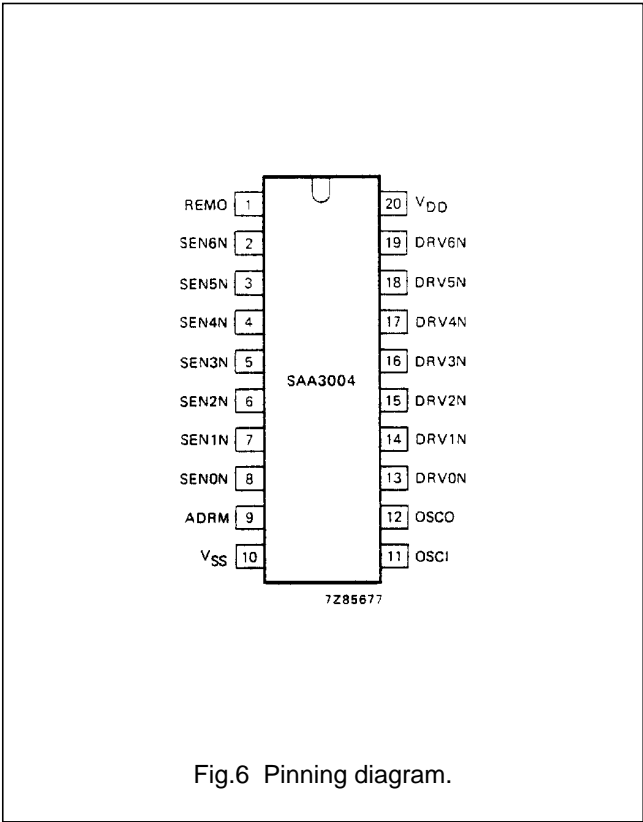 REMO 1 20 VDD
SEN6N 2 19 DRV6N
SEN5N 3 18 DRV5N
SEN4N 4 17 DRV4N
SEN3N 5 16 DRV3N
SAA3004
SEN2N 6 15 DRV2N
SEN1N 7 14 DRV1N
SEN0N 8 13 DRV0N
ADRM 9 12 OSCO
VSS 10 11 OSCI
7Z85677
Fig.6 Pinning diagram.